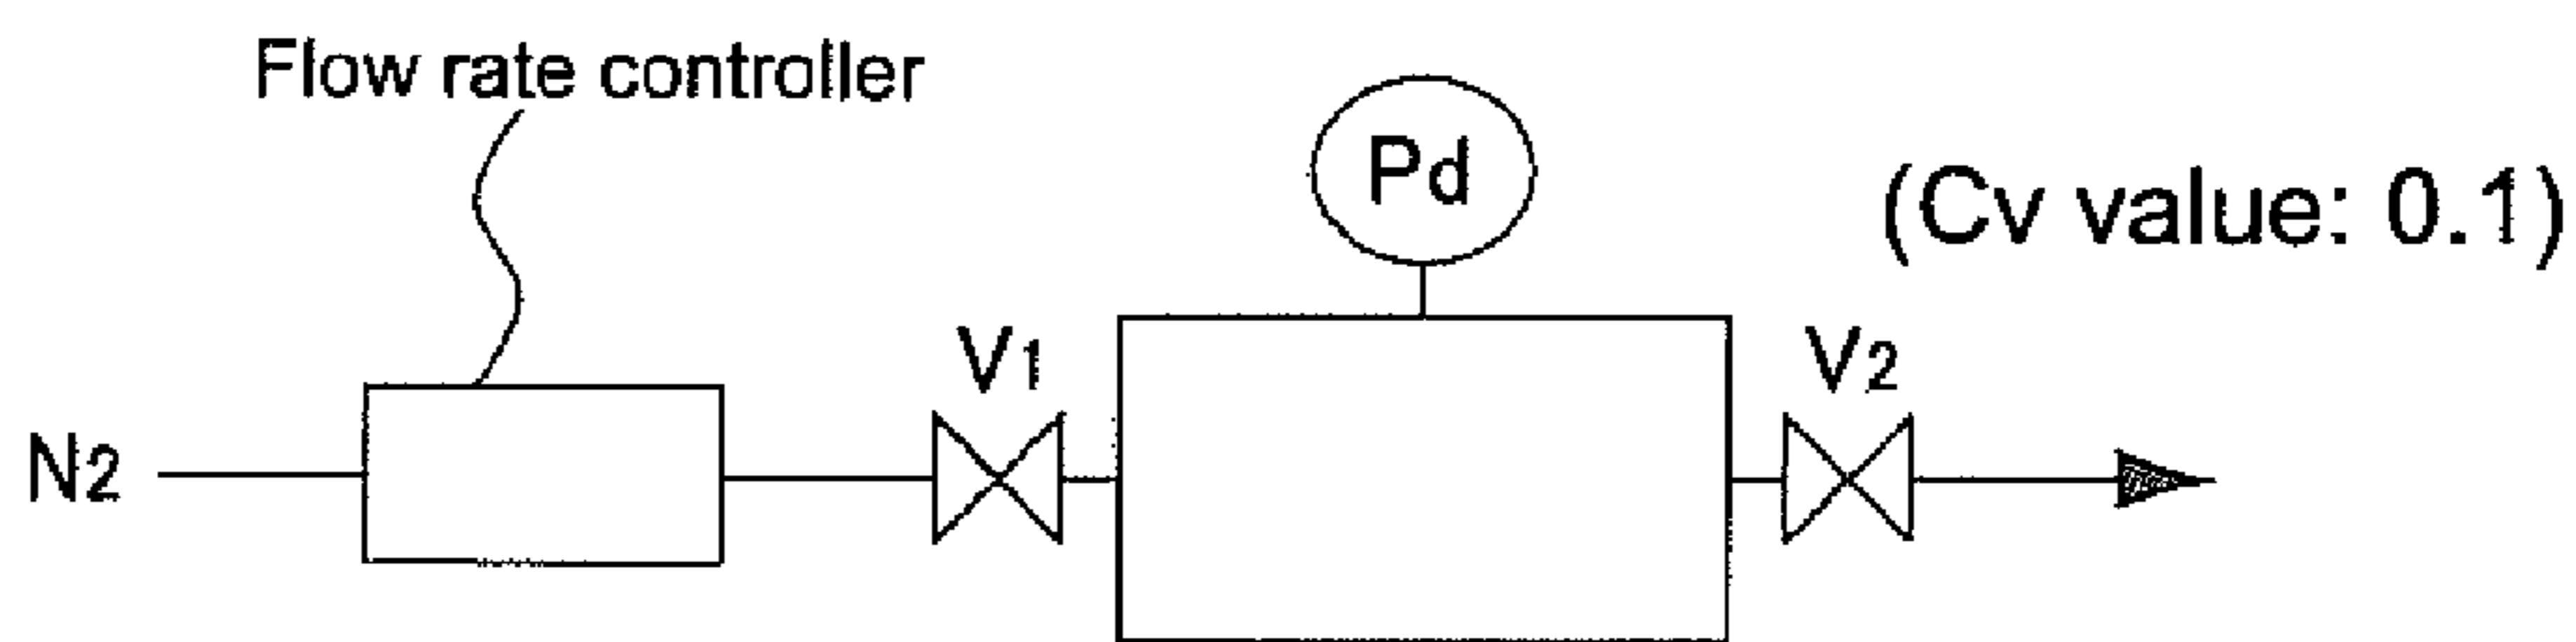 Flow rate controller
Pd
(Cv value: 0.1)
V1
V2
N2